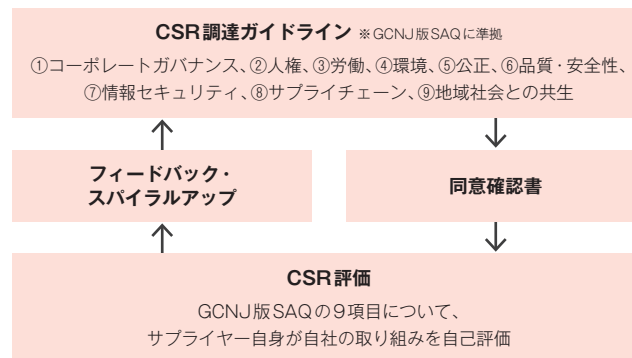 CSR調達ガイドライン ※GCNJ版SAQに準拠
①コーポレートガバナンス、②人権、③労働、④環境、⑤公正、⑥品質・安全性、
⑦情報セキュリティ、⑧サプライチェーン、⑨地域社会との共生
フィードバック・
スパイラルアップ
同意確認書
CSR評価
GCNJ版SAQの9項目について、
サプライヤー自身が自社の取り組みを自己評価